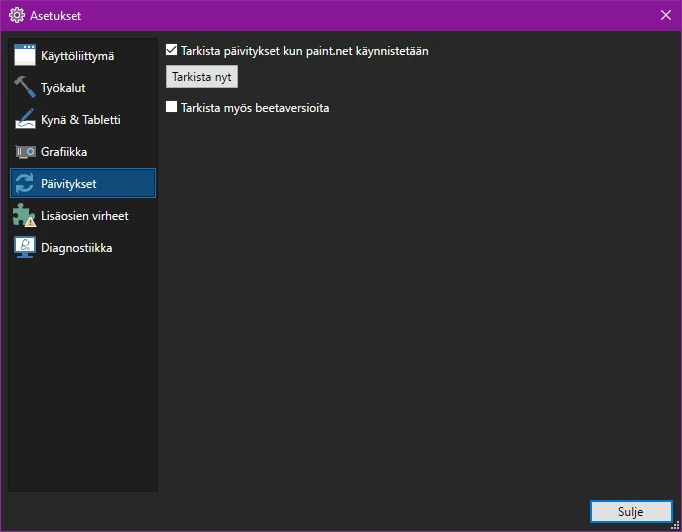 Asetukset
Käyttöliittymä
Työkalut
Kynä & Tabletti
Grafiikka
Päivitykset
Lisäosien virheet
Diagnostiikka
Tarkista päivitykset kun paint.net käynnistetään
Tarkista nyt
Tarkista myös beetaversioita
Sulje